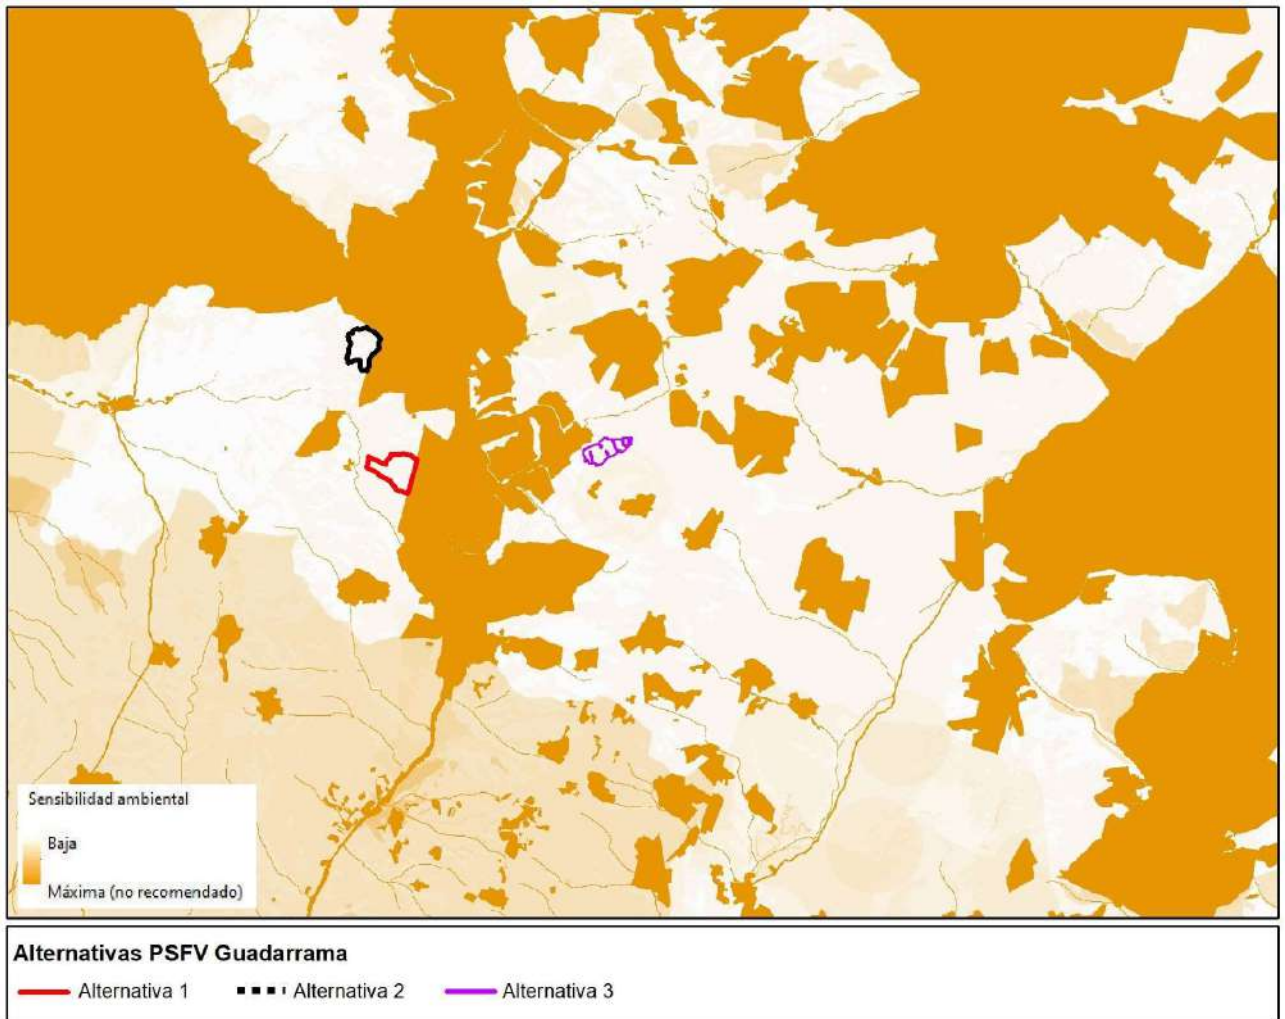 Sensibilidad ambiental
Baja
Máxima (no recomendado)
Alternativas PSFV Guadarrama
Alternativa 1
Alternativa 2
Alternativa 3